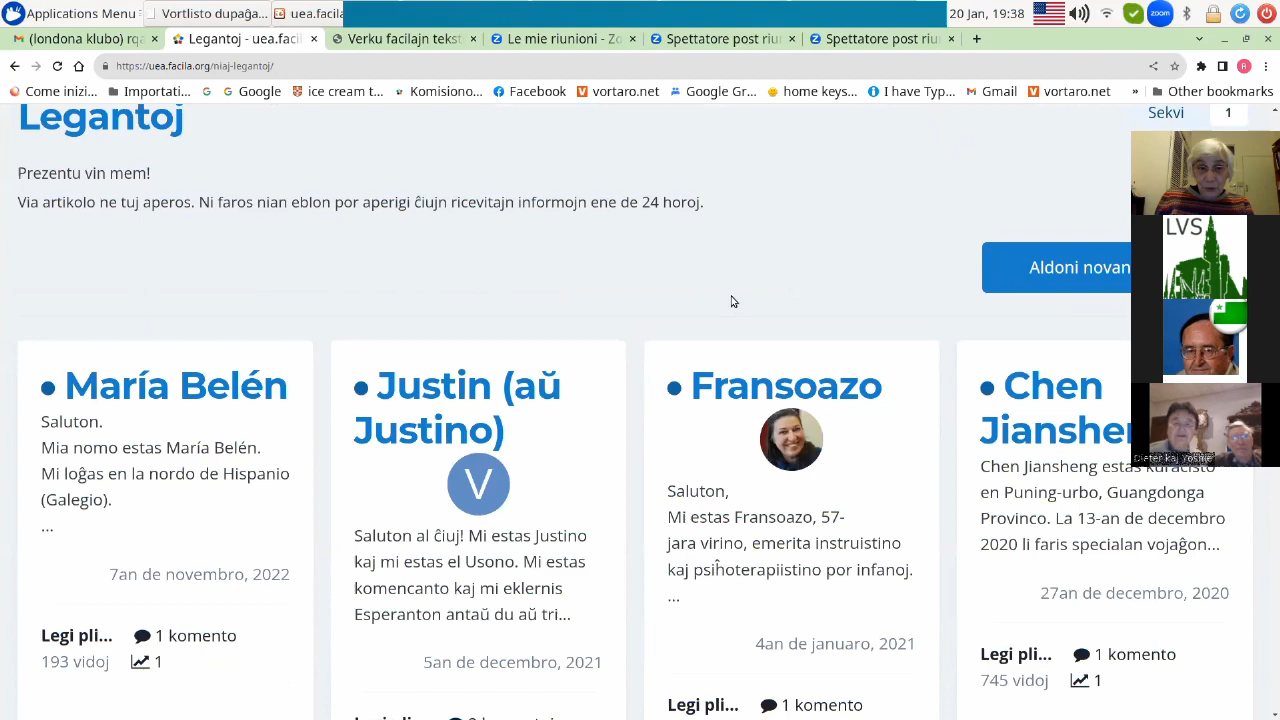 Applications Menu
Vortlisto dupaĝa...
uea.facila
20 Jan, 19:38
zoom
(londona klubo) rqa
Legantoj - uea.faci
Verku facilajn tekst
Le mie riunioni - Zo
Spettatore post riun
Spettatore post riun
https://uea.facila.org/niaj-legantoj/
Come inizi...
Importati...
Google
ice cream t...
Komisiono...
Facebook
vortaro.net
Google Gr...
home keys...
I have Typ...
Gmail
vortaro.net
»
Other bookmarks
Legantoj
Sekvi
1
Prezentu vin mem!
Via artikolo ne tuj aperos. Ni faros nian eblon por aperigi ĉiujn ricevitajn informojn ene de 24 horoj.
Aldoni novan
LVS
Dieter kaj Yoshie
María Belén
Saluton.
Mia nomo estas María Belén.
Mi loĝas en la nordo de Hispanio
(Galegio).
...
7an de novembro, 2022
Legi pli... 1 komento
193 vidoj 1
Justin (aŭ
Justino)
V
Saluton al ĉiuj! Mi estas Justino
kaj mi estas el Usono. Mi estas
komencanto kaj mi eklernis
Esperanton antaŭ du aŭ tri...
5an de decembro, 2021
Fransoazo
Saluton,
Mi estas Fransoazo, 57-
jara virino, emerita instruistino
kaj psiĥoterapiistino por infanoj.
...
4an de januaro, 2021
Legi pli... 1 komento
Chen
Jiansheng
Chen Jiansheng estas kuracisto
en Puning-urbo, Guangdonga
Provinco. La 13-an de decembro
2020 li faris specialan vojaĝon...
27an de decembro, 2020
Legi pli... 1 komento
745 vidoj 1